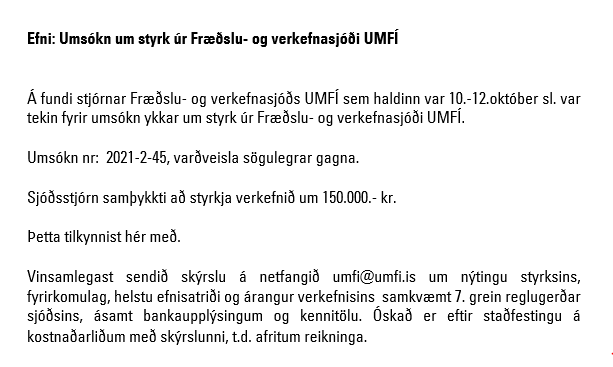 Efni: Umsókn um styrk úr Fræðslu- og verkefnasjóði UMFÍ
Á fundi stjórnar Fræðslu- og verkefnasjóðs UMFÍ sem haldinn var 10.-12.október sl. var
tekin fyrir umsókn ykkar um styrk úr Fræðslu- og verkefnasjóði UMFÍ.
Umsókn nr:  2021-2-45, varðveisla sögulegrar gagna.
Sjóðsstjórn samþykkti að styrkja verkefnið um 150.000.- kr.
Þetta tilkynnist hér með.
Vinsamlegast sendið skýrslu á netfangið umfi@umfi.is um nýtingu styrksins,
fyrirkomulag, helstu efnisatriði og árangur verkefnisins  samkvæmt 7. grein reglugerðar
sjóðsins, ásamt bankaupplýsingum og kennitölu. Óskað er eftir staðfestingu á
kostnaðarliðum með skýrslunni, t.d. afritum reikninga.